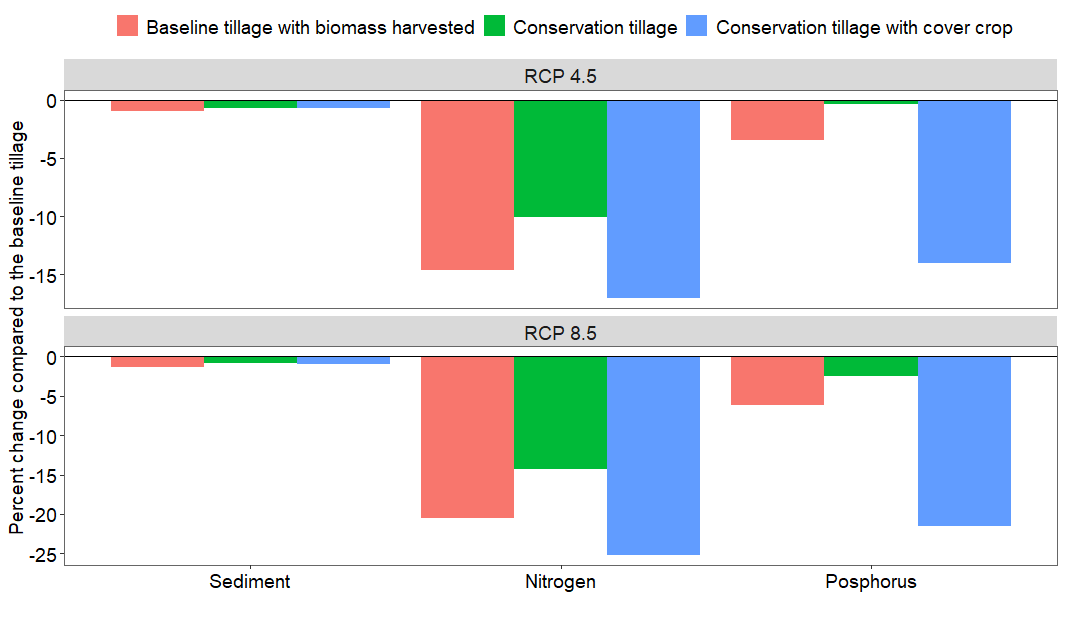 Baseline tillage with biomass harvested Conservation tillage Conservation tillage with cover crop
Percent change compared to the baseline tillage
RCP 4.5
0
-5
-10
-15
RCP 8.5
0
-5
-10
-15
-20
-25
Sediment Nitrogen Posphorus